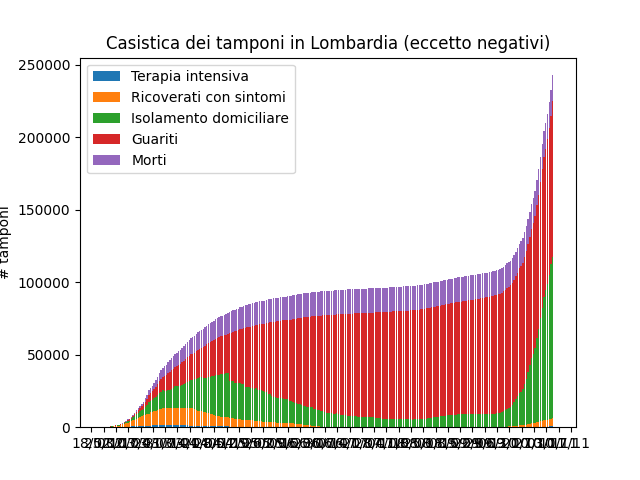 Casistica dei tamponi in Lombardia (eccetto negativi)
250000
200000
150000
100000
50000
0
# tamponi
Terapia intensiva
Ricoverati con sintomi
Isolamento domiciliare
Guariti
Morti